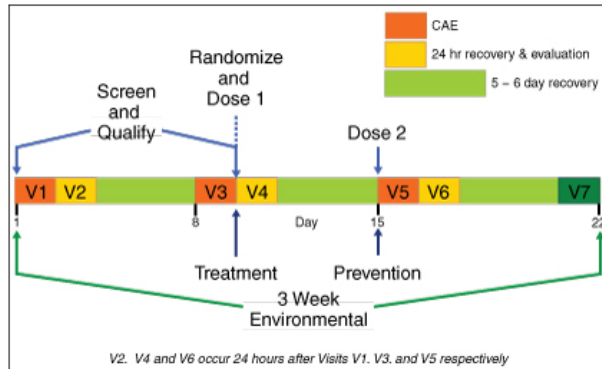 CAE
24 hr recovery & evaluation
5 – 6 day recovery
Randomize
and
Dose 1
Screen
and
Qualify
Dose 2
V1 V2 V3 V4 V5 V6 V7
1 8 Day 15 22
Treatment Prevention
3 Week
Environmental
V2. V4 and V6 occur 24 hours after Visits V1. V3. and V5 respectively